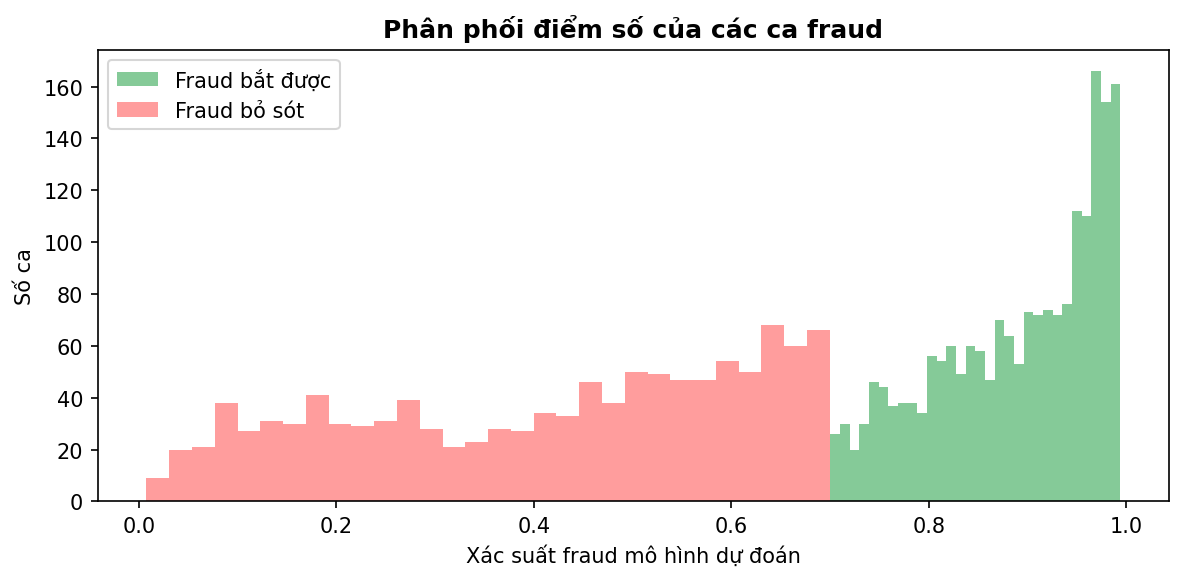 Phân phối điểm số của các ca fraud
Fraud bắt được
Fraud bỏ sót
160
140
120
100
80
60
40
20
0
Số ca
0.0 0.2 0.4 0.6 0.8 1.0
Xác suất fraud mô hình dự đoán